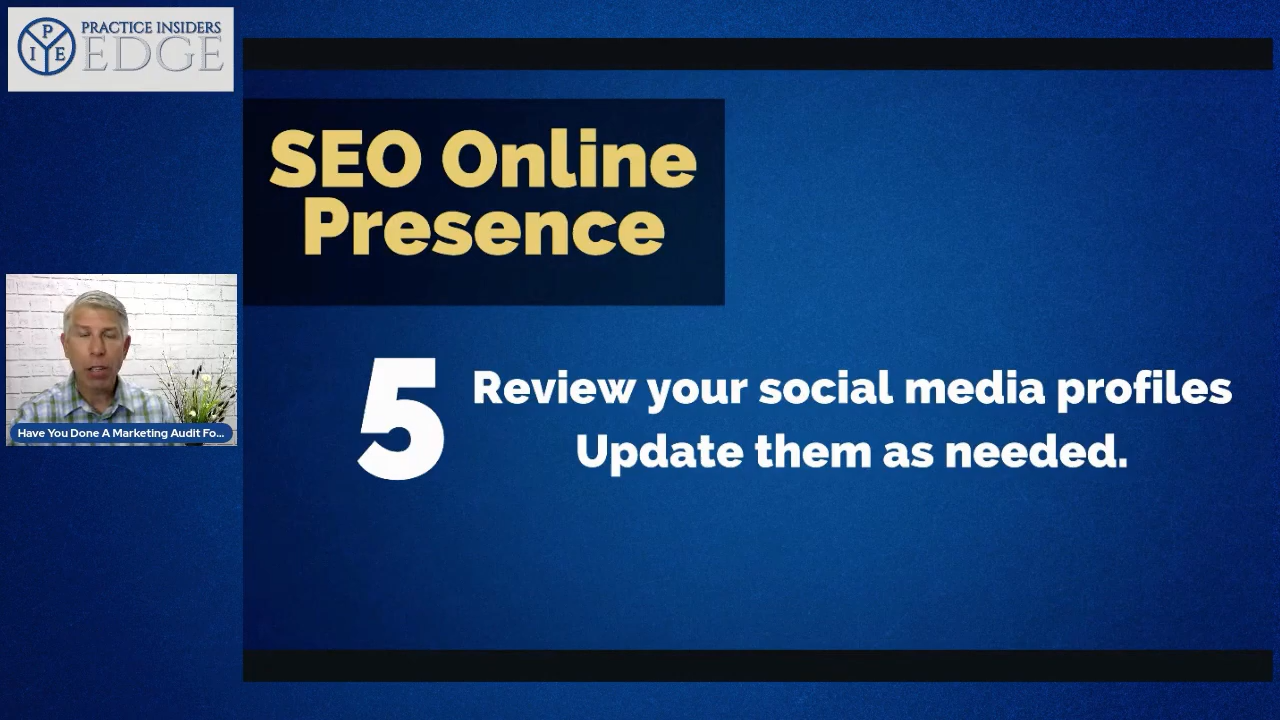 PIE
PRACTICE INSIDERS
EDGE
SEO Online
Presence
5
Review your social media profiles
Update them as needed.
Have You Done A Marketing Audit Fo...